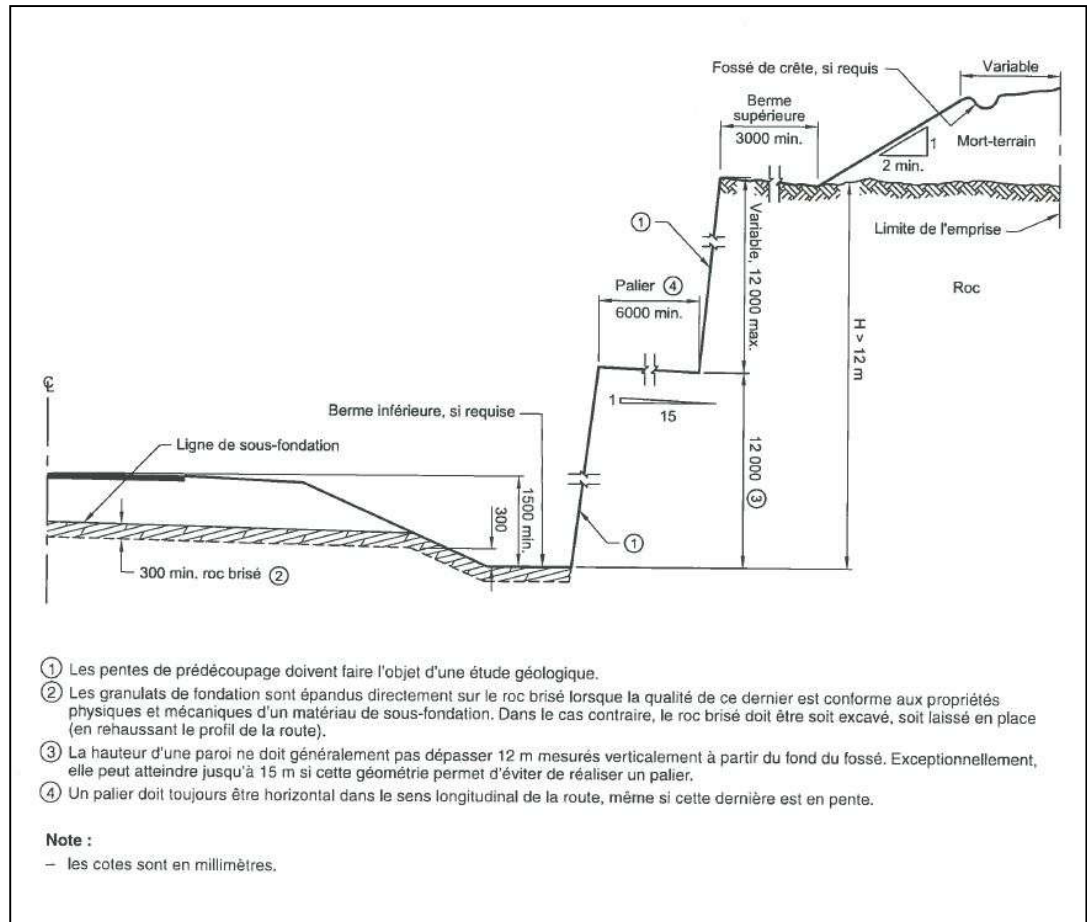 Fossé de crête, si requis
Variable
Berme
supérieure
3000 min.
1
2 min.
Mort-terrain
Limite de l'emprise
Roc
①
Variable, 12 000 max.
H > 12 m
Palier ④
6000 min.
1
15
12 000 ③
℄
Berme inférieure, si requise
Ligne de sous-fondation
1500 min.
300
①
300 min. roc brisé ②
① Les pentes de prédécoupage doivent faire l'objet d'une étude géologique.
② Les granulats de fondation sont épandus directement sur le roc brisé lorsque la qualité de ce dernier est conforme aux propriétés
physiques et mécaniques d'un matériau de sous-fondation. Dans le cas contraire, le roc brisé doit être soit excavé, soit laissé en place
(en rehaussant le profil de la route).
③ La hauteur d'une paroi ne doit généralement pas dépasser 12 m mesurés verticalement à partir du fond du fossé. Exceptionnellement,
elle peut atteindre jusqu'à 15 m si cette géométrie permet d'éviter de réaliser un palier.
④ Un palier doit toujours être horizontal dans le sens longitudinal de la route, même si cette dernière est en pente.
Note :
– les cotes sont en millimètres.